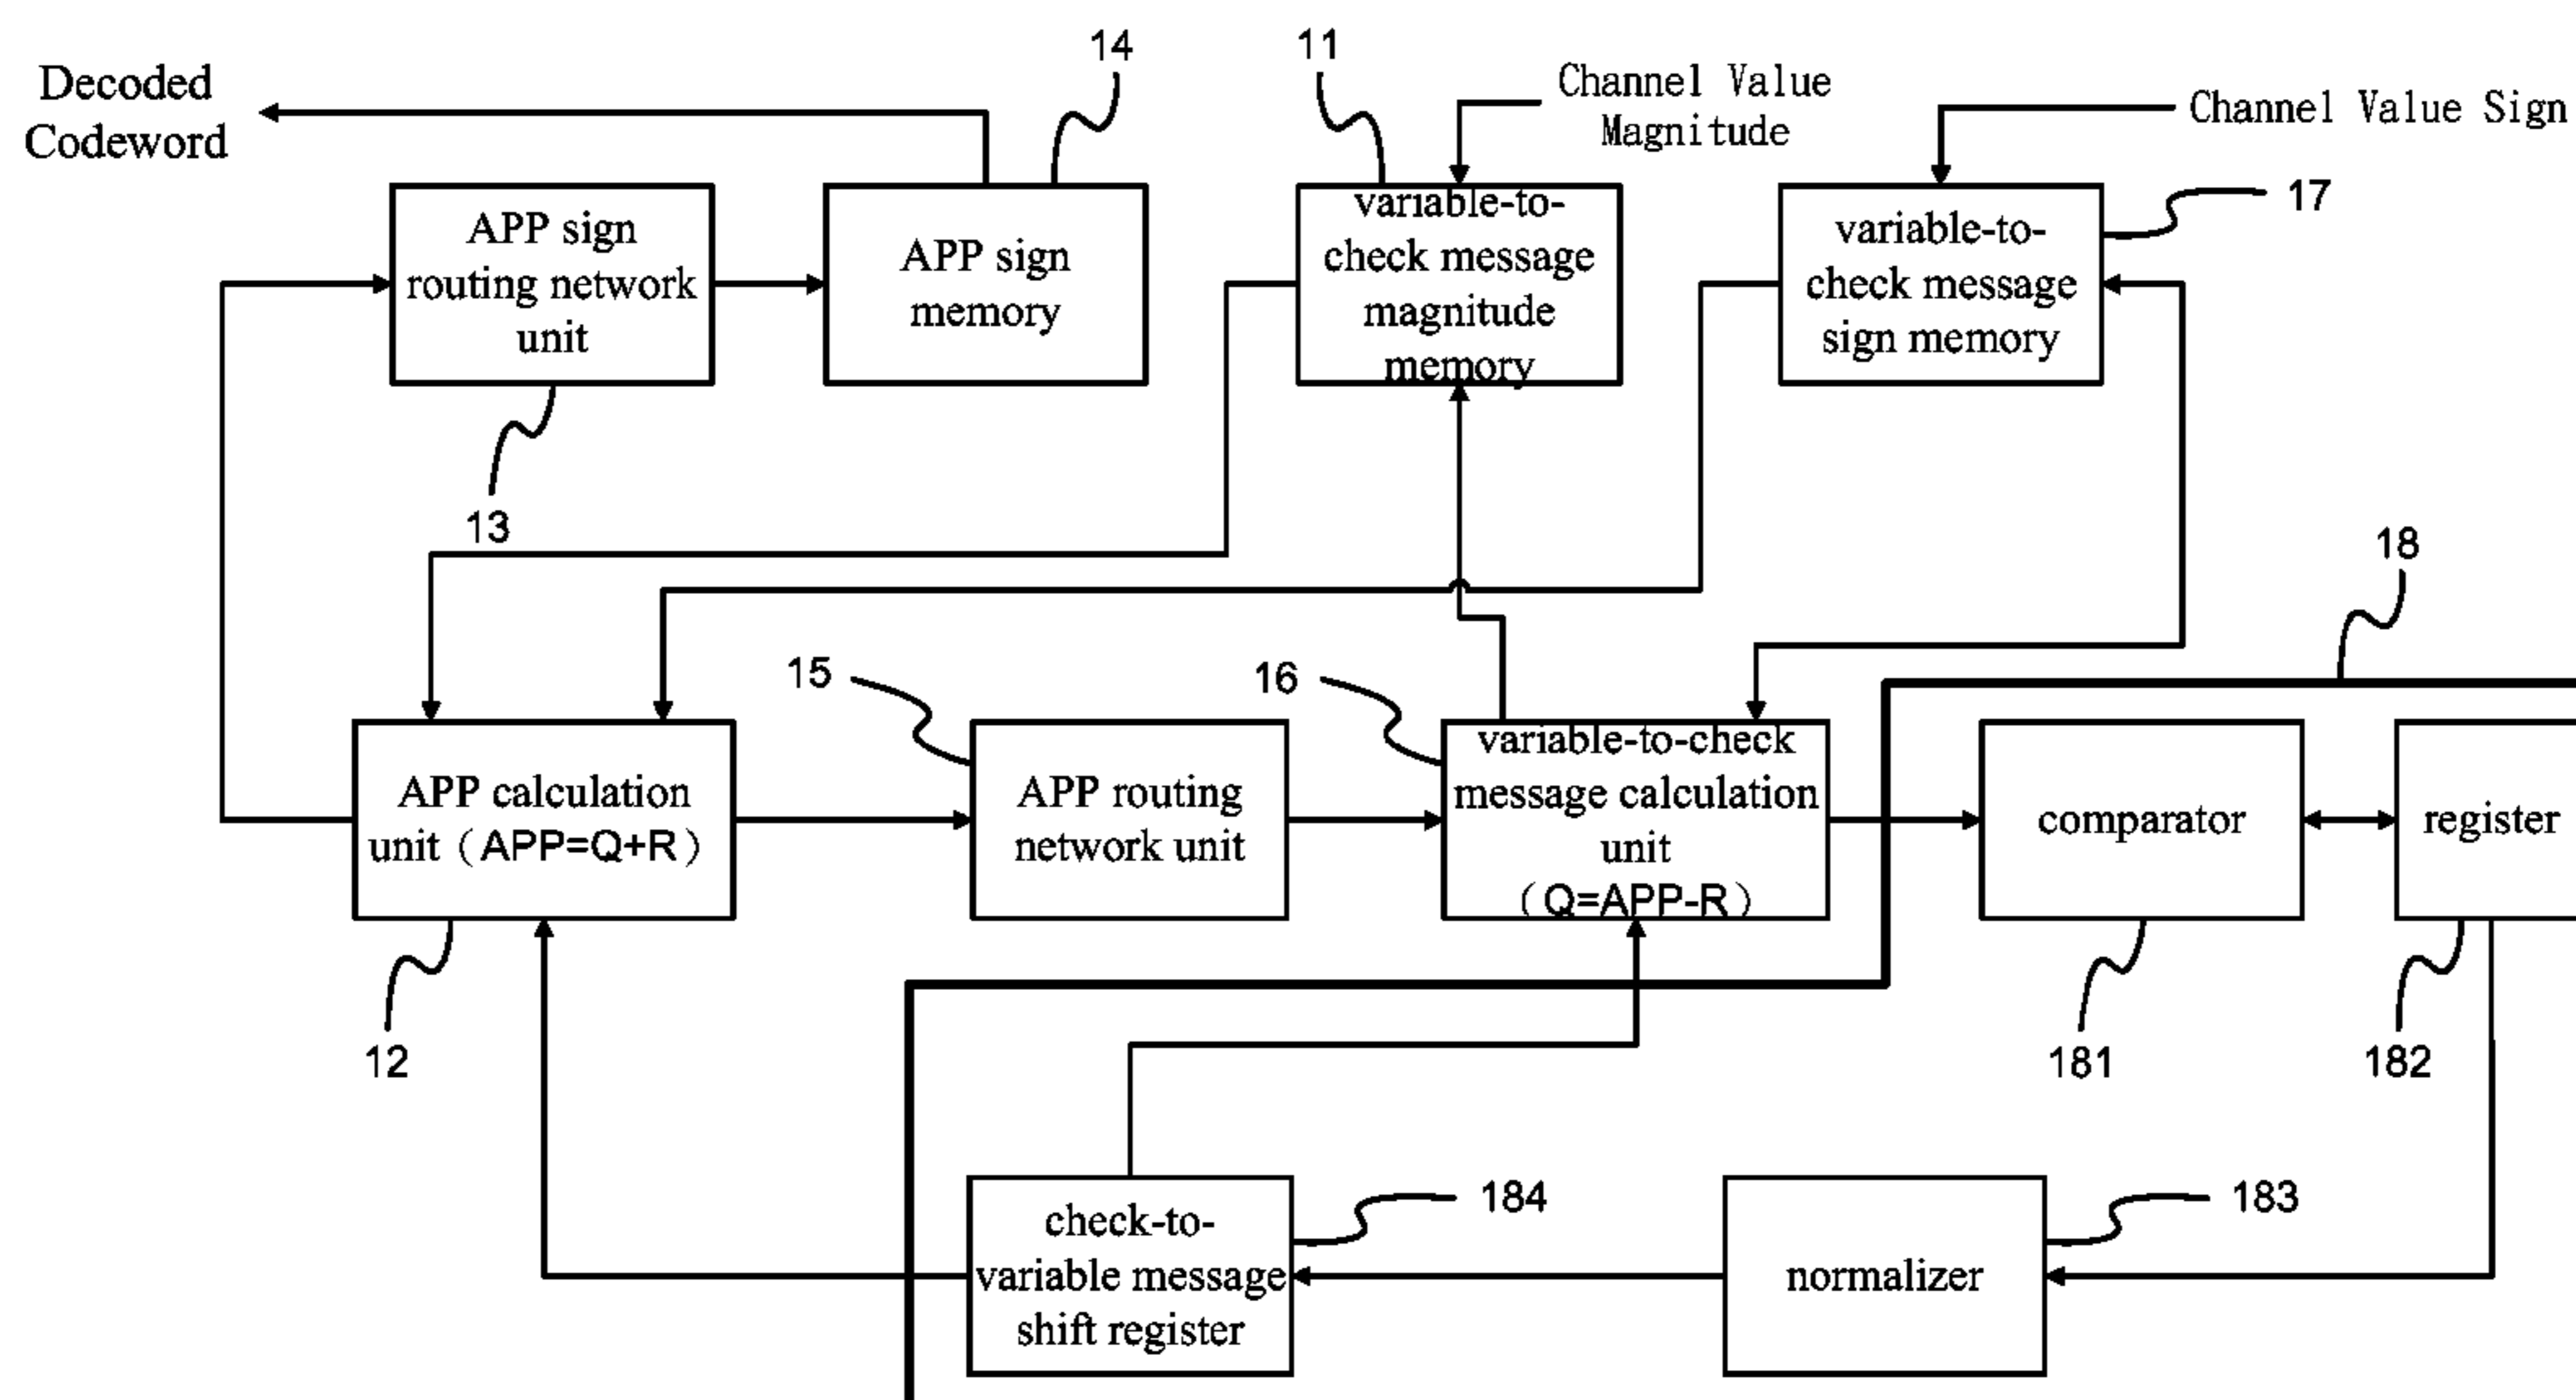 Decoded
Codeword
14
11
Channel Value
Magnitude
Channel Value Sign
17
APP sign
routing network
unit
APP sign
memory
variable-to-
check message
magnitude
memory
variable-to-
check message
sign memory
13
18
15
16
APP calculation
unit（APP=Q+R）
APP routing
network unit
variable-to-check
message calculation
unit
（Q=APP-R）
comparator
register
12
181
182
184
183
check-to-
variable message
shift register
normalizer